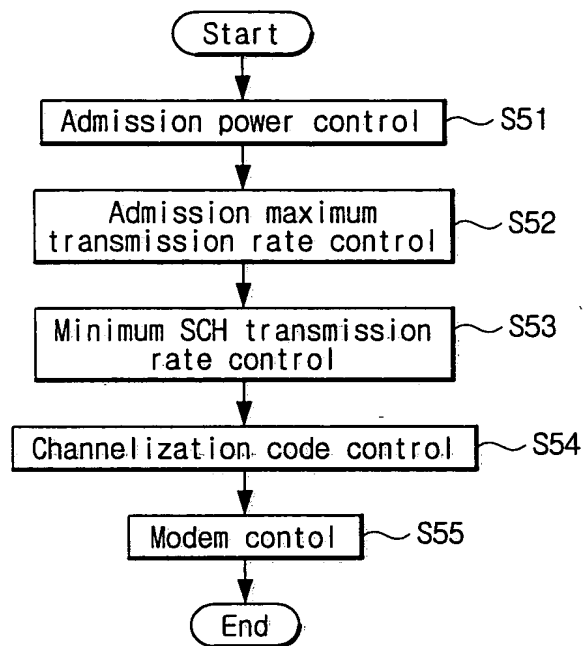 Start
Admission power control
S51
Admission maximum
transmission rate control
S52
Minimum SCH transmission
rate control
S53
Channelization code control
S54
Modem contol
S55
End